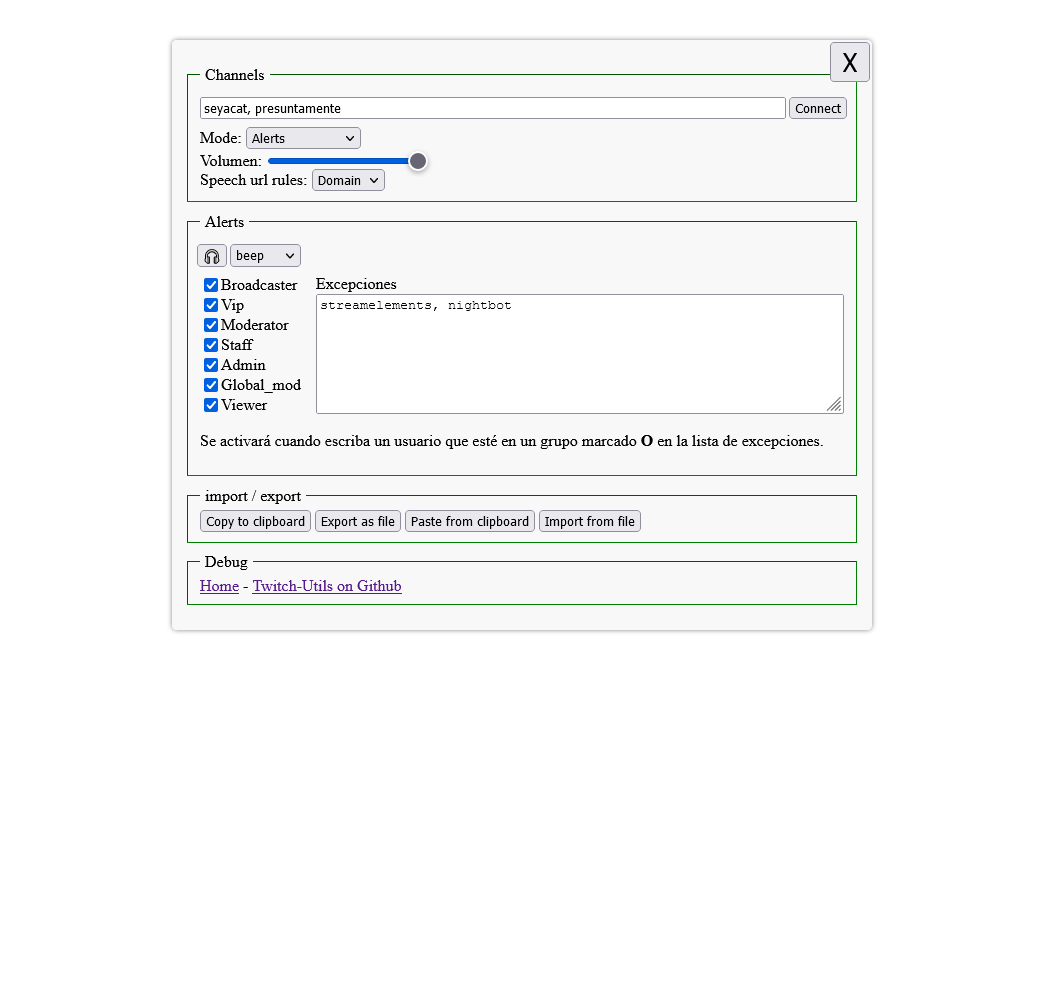 X
Channels
seyacat, presuntamente Connect
Mode: Alerts
Volumen:
Speech url rules: Domain
Alerts
beep
Broadcaster
Vip
Moderator
Staff
Admin
Global_mod
Viewer
Excepciones
streamelements, nightbot
Se activará cuando escriba un usuario que esté en un grupo marcado O en la lista de excepciones.
import / export
Copy to clipboard Export as file Paste from clipboard Import from file
Debug
Home - Twitch-Utils on Github